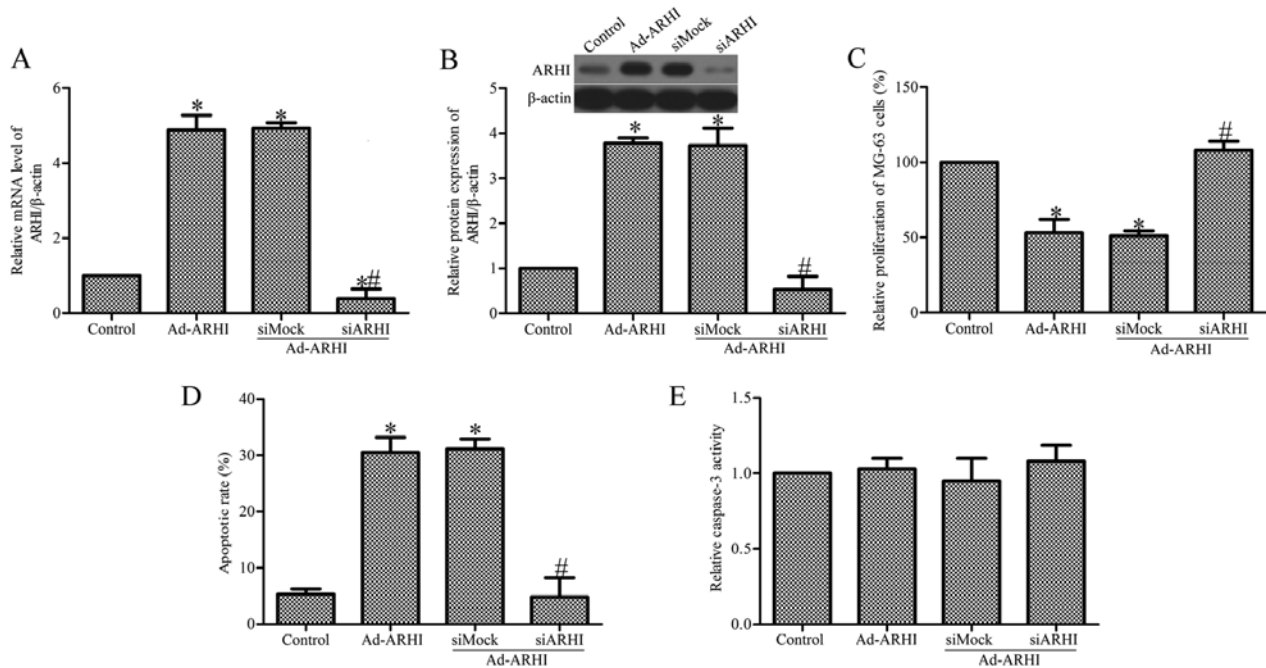 A
Relative mRNA level of
ARHI/β-actin
6
4
2
0
*
*
*#
Control
Ad-ARHI
siMock
siARHI
Ad-ARHI
B
Control
Ad-ARHI
siMock
siARHI
ARHI
β-actin
Relative protein expression of
ARHI/β-actin
5
4
3
2
1
0
*
*
#
Control
Ad-ARHI
siMock
siARHI
Ad-ARHI
C
Relative proliferation of MG-63 cells (%)
150
100
50
0
*
*
#
Control
Ad-ARHI
siMock
siARHI
Ad-ARHI
D
Apoptotic rate (%)
40
30
20
10
0
*
*
#
Control
Ad-ARHI
siMock
siARHI
Ad-ARHI
E
Relative caspase-3 activity
1.5
1.0
0.5
0.0
Control
Ad-ARHI
siMock
siARHI
Ad-ARHI